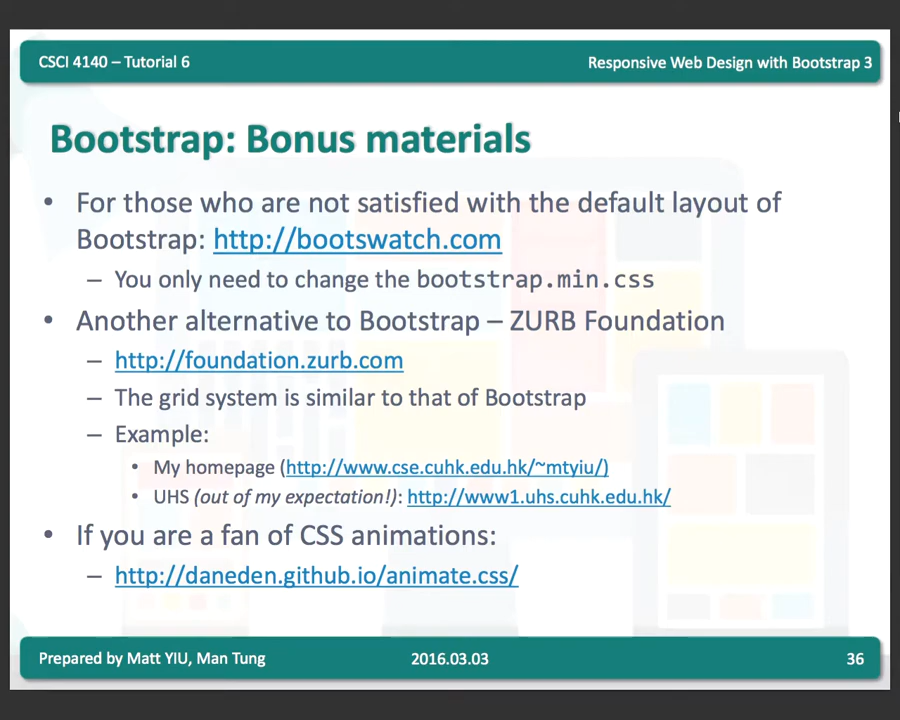 CSCI 4140 – Tutorial 6
Responsive Web Design with Bootstrap 3
Bootstrap: Bonus materials
• For those who are not satisfied with the default layout of
Bootstrap: http://bootswatch.com
– You only need to change the bootstrap.min.css
• Another alternative to Bootstrap – ZURB Foundation
– http://foundation.zurb.com
– The grid system is similar to that of Bootstrap
– Example:
• My homepage (http://www.cse.cuhk.edu.hk/~mtyiu/)
• UHS (out of my expectation!): http://www1.uhs.cuhk.edu.hk/
• If you are a fan of CSS animations:
– http://daneden.github.io/animate.css/
Prepared by Matt YIU, Man Tung
2016.03.03
36